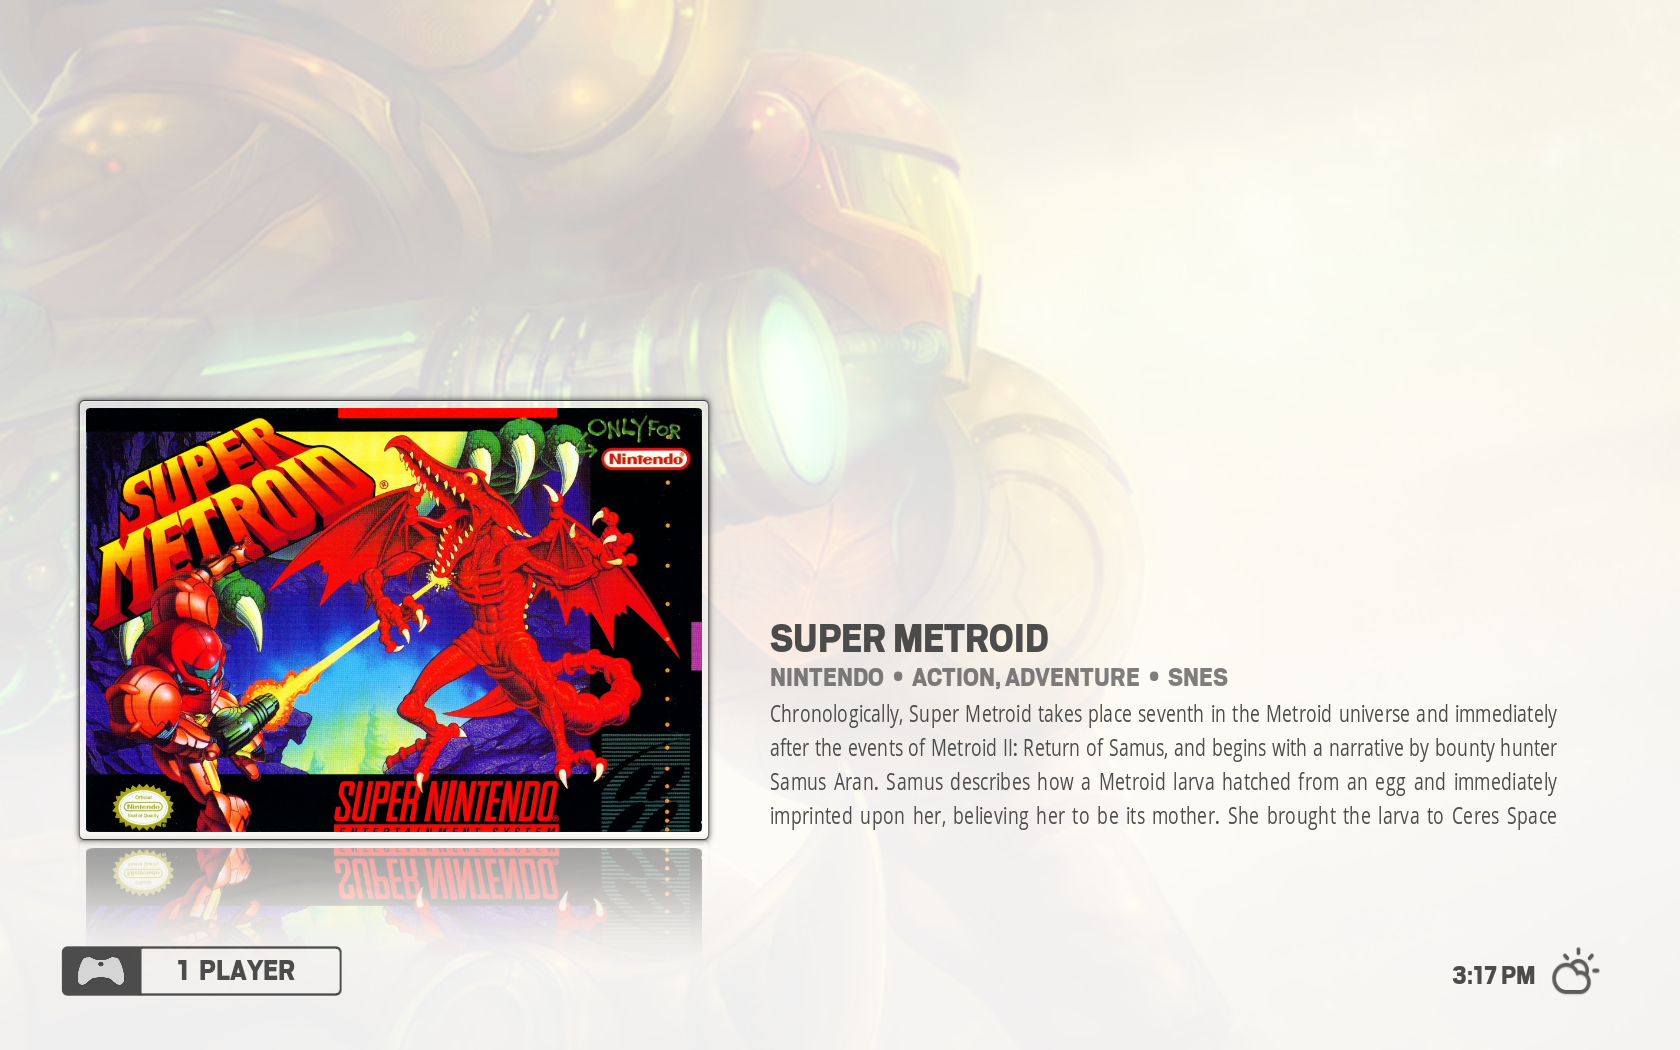 SUPER
METROID®
ONLY FOR
Nintendo
Official
Nintendo
Seal of Quality
SUPER NINTENDO®
ENTERTAINMENT SYSTEM
SUPER METROID
NINTENDO • ACTION, ADVENTURE • SNES
Chronologically, Super Metroid takes place seventh in the Metroid universe and immediately
after the events of Metroid II: Return of Samus, and begins with a narrative by bounty hunter
Samus Aran. Samus describes how a Metroid larva hatched from an egg and immediately
imprinted upon her, believing her to be its mother. She brought the larva to Ceres Space
1 PLAYER
3:17 PM